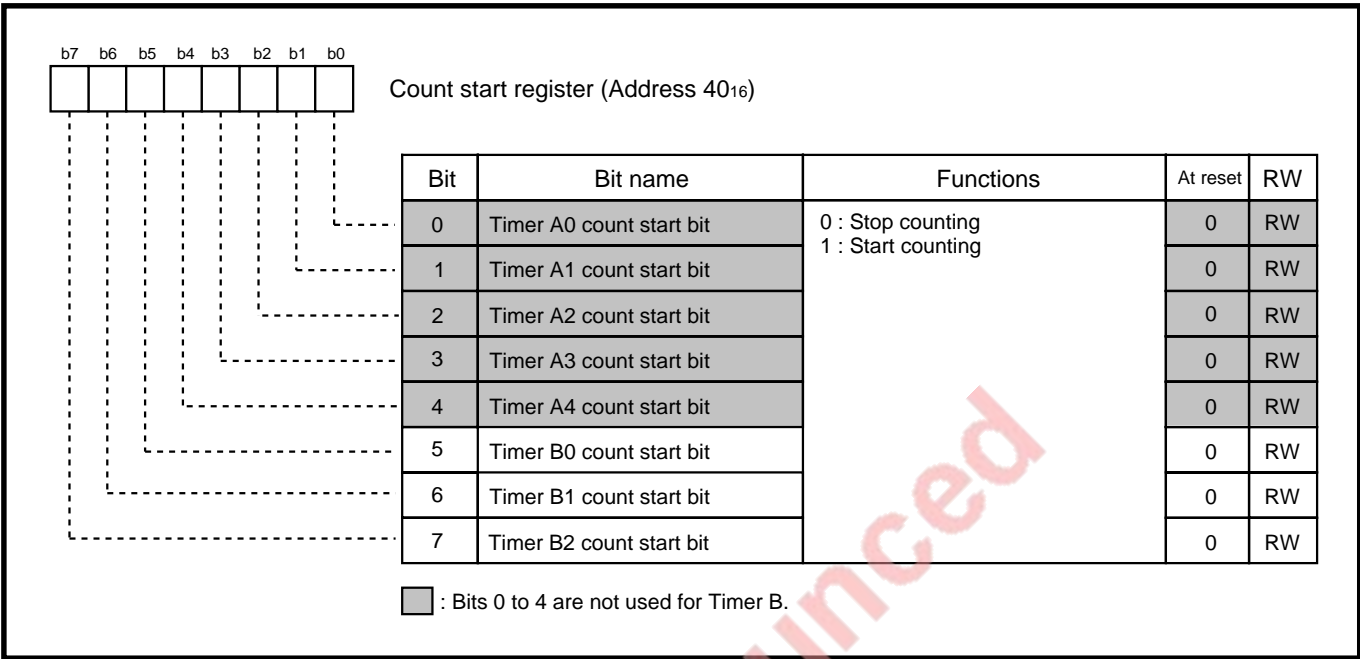 b7 b6 b5 b4 b3 b2 b1 b0
Count start register (Address 40₁₆)
Bit Bit name Functions At reset RW
0 Timer A0 count start bit 0 : Stop counting 0 RW
1 : Start counting
1 Timer A1 count start bit 0 RW
2 Timer A2 count start bit 0 RW
3 Timer A3 count start bit 0 RW
4 Timer A4 count start bit 0 RW
5 Timer B0 count start bit 0 RW
6 Timer B1 count start bit 0 RW
7 Timer B2 count start bit 0 RW
: Bits 0 to 4 are not used for Timer B.